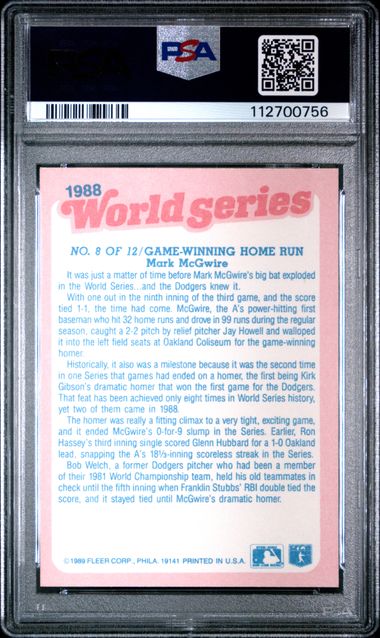 PSA
112700756
1988
World Series
NO. 8 OF 12/GAME-WINNING HOME RUN
Mark McGwire
It was just a matter of time before Mark McGwire's big bat exploded
in the World Series...and the Dodgers knew it.
With one out in the ninth inning of the third game, and the score
tied 1-1, the time had come. McGwire, the A's power-hitting first
baseman who hit 32 home runs and drove in 99 runs during the regular
season, caught a 2-2 pitch by relief pitcher Jay Howell and walloped
it into the left field seats at Oakland Coliseum for the game-winning
homer.
Historically, it also was a milestone because it was the second time
in one Series that games had ended on a homer, the first being Kirk
Gibson's dramatic homer that won the first game for the Dodgers.
That feat has been achieved only eight times in World Series history,
yet two of them came in 1988.
The homer was really a fitting climax to a very tight, exciting game,
and it ended McGwire's 0-for-9 slump in the Series. Earlier, Ron
Hassey's third inning single scored Glenn Hubbard for a 1-0 Oakland
lead, snapping the A's 18⅓-inning scoreless streak in the Series.
Bob Welch, a former Dodgers pitcher who had been a member
of their 1981 World Championship team, held his old teammates in
check until the fifth inning when Franklin Stubbs' RBI double tied the
score, and it stayed tied until McGwire's dramatic homer.
©1989 FLEER CORP., PHILA. 19141 PRINTED IN U.S.A.